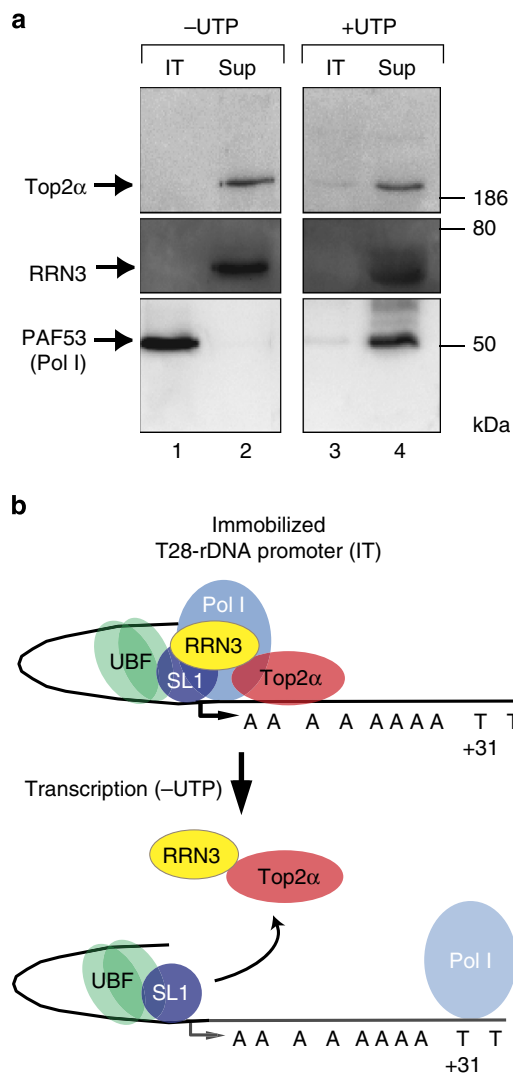 a
–UTP +UTP
IT Sup IT Sup
Top2α
186
80
RRN3
PAF53
(Pol I)
50
kDa
1 2 3 4
b
Immobilized
T28-rDNA promoter (IT)
Pol I
RRN3
UBF
SL1
Top2α
A A A A A A A A T T
+31
Transcription (–UTP)
RRN3
Top2α
UBF
SL1
Pol I
A A A A A A A A T T
+31